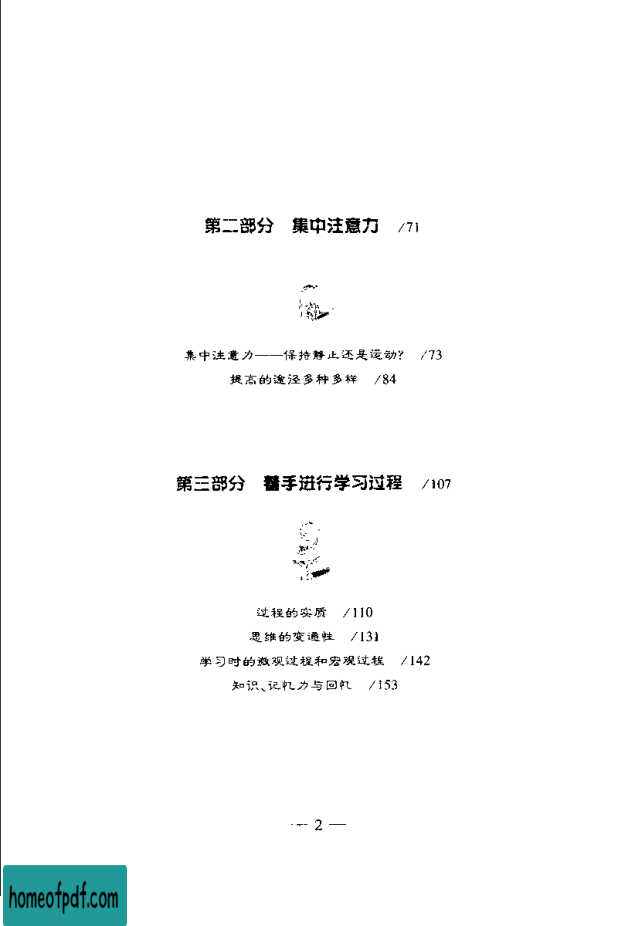 第二部分 集中注意力 /71
集中注意力——保持静止还是运动? /73
提高的途径多种多样 /84
第三部分 着手进行学习过程 /107
过程的实质 /110
思维的变通性 /131
学习时的微观过程和宏观过程 /142
知识、记忆力与回忆 /153
— 2 —
homeofpdf.com